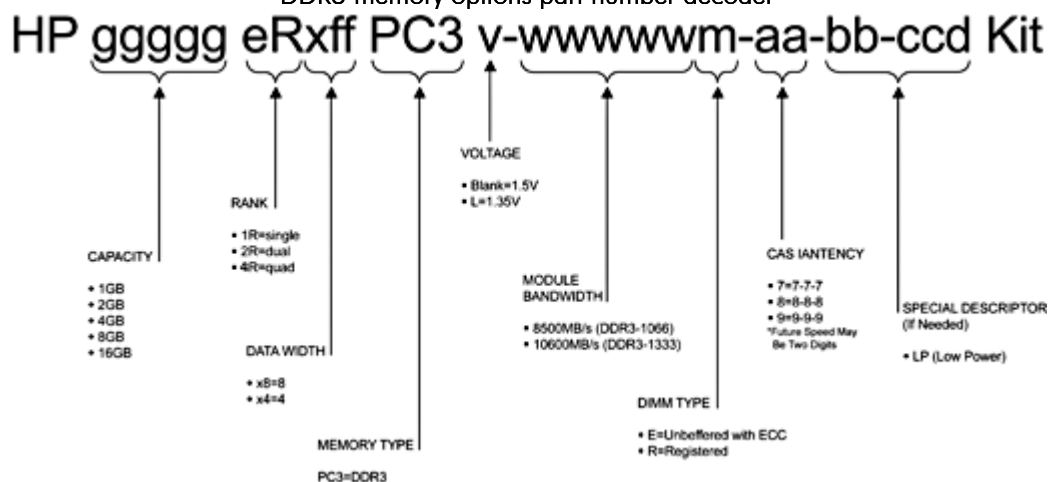 DDR3 memory options part number decoder
HP ggggg eRxff PC3 v-wwwwwm-aa-bb-ccd Kit
VOLTAGE
▪ Blank=1.5V
▪ L=1.35V
RANK
▪ 1R=single
▪ 2R=dual
▪ 4R=quad
CAPACITY
+ 1GB
+ 2GB
+ 4GB
+ 8GB
+ 16GB
CAS IANTENCY
▪ 7=7-7-7
▪ 8=8-8-8
▪ 9=9-9-9
*Future Speed May
Be Two Digits
MODULE
BANDWIDTH
▪ 8500MB/s (DDR3-1066)
▪ 10600MB/s (DDR3-1333)
SPECIAL DESCRIPTOR
(If Needed)
▪ LP (Low Power)
DATA WIDTH
+ x8=8
+ x4=4
DIMM TYPE
▪ E=Unbeffered with ECC
▪ R=Registered
MEMORY TYPE
PC3=DDR3